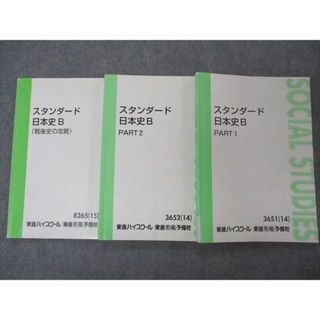 スタンダード
日本史B
(戦後史の攻略)
8265(15)
東進ハイスクール 東進衛星予備校
スタンダード
日本史B
PART 2
3652(14)
東進ハイスクール 東進衛星予備校
スタンダード
日本史B
PART 1
3651(14)
東進ハイスクール 東進衛星予備校
SOCIAL STUDIES